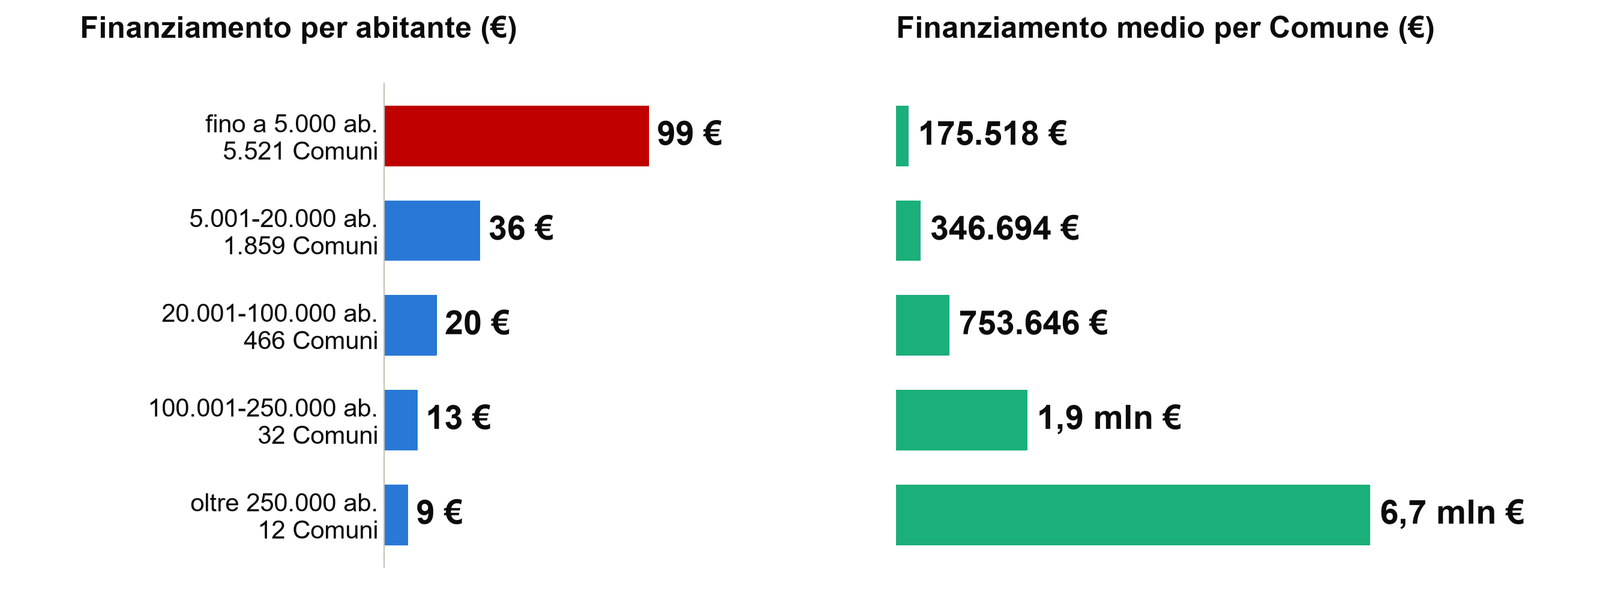 Finanziamento per abitante (€)
fino a 5.000 ab.
5.521 Comuni
99 €
5.001-20.000 ab.
1.859 Comuni
36 €
20.001-100.000 ab.
466 Comuni
20 €
100.001-250.000 ab.
32 Comuni
13 €
oltre 250.000 ab.
12 Comuni
9 €
Finanziamento medio per Comune (€)
175.518 €
346.694 €
753.646 €
1,9 mln €
6,7 mln €